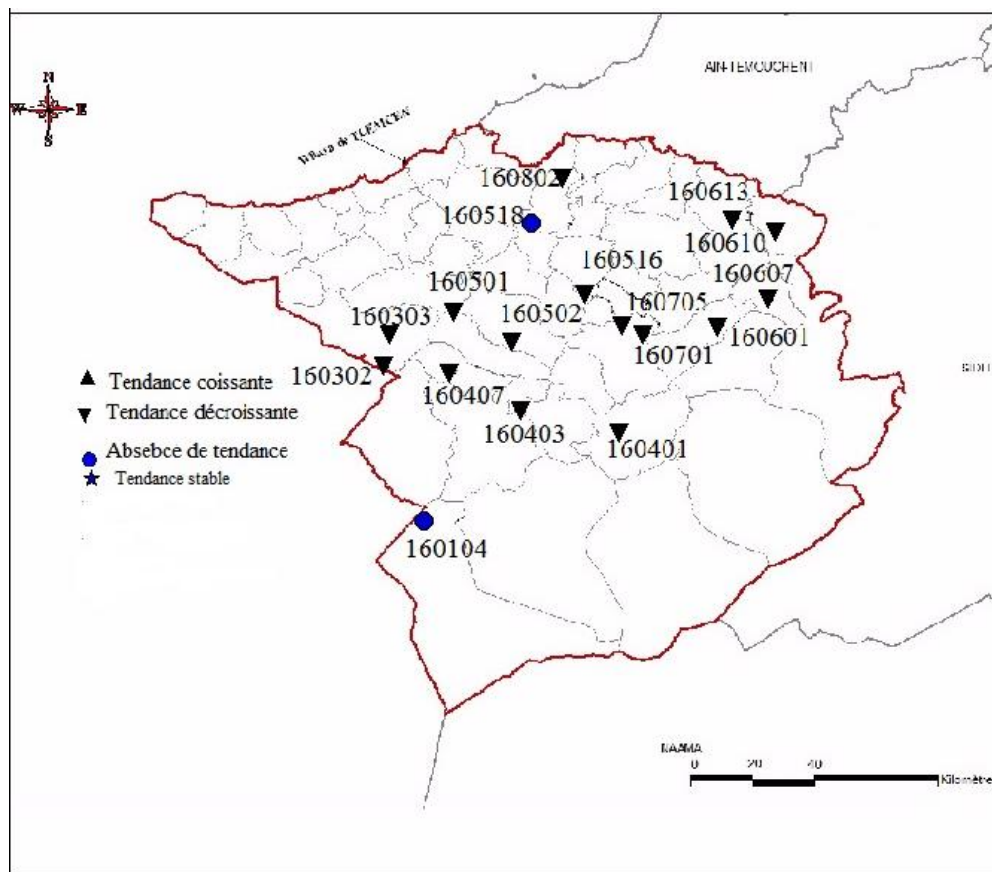 AIN-TEMOUCHENT
N
W E
S
Wilaya de TLEMCEN
160802
160613
160518
160610
160516
160607
160501
160705
160502
160303
160601
160701
160302
160407
Tendance coissante
Tendance décroissante
160403
160401
Absebce de tendance
Tendance stable
160104
NAAMA
0 20 40
Kilomètre